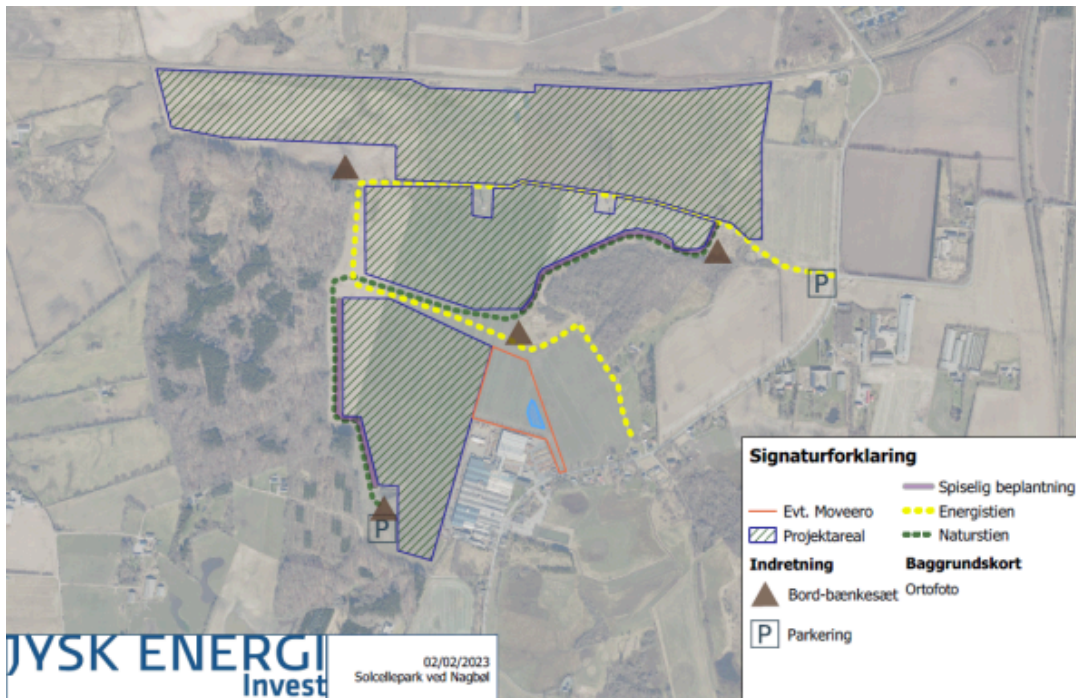 P
P
Signaturforklaring
Spiselig beplantning
Evt. Moveero
Energistien
Projektareal
Naturstien
Indretning
Baggrundskort
Bord-bænkesæt
Ortofoto
P Parkering
JYSK ENERGI
Invest
02/02/2023
Solcellepark ved Nagbøl